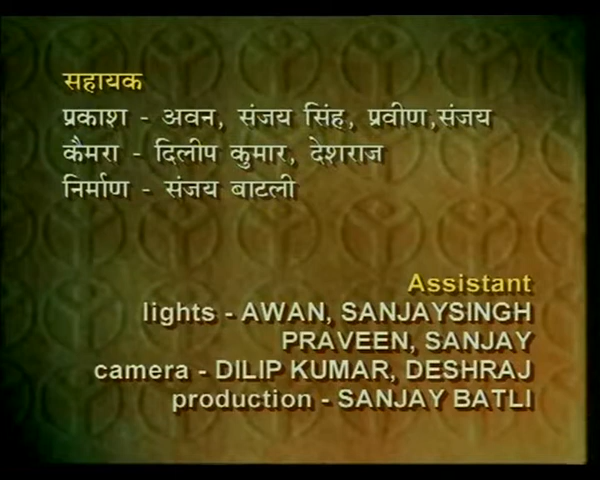 सहायक
प्रकाश - अवन, संजय सिंह, प्रवीण,संजय
कैमरा - दिलीप कुमार, देशराज
निर्माण - संजय बाटली
Assistant
lights - AWAN, SANJAYSINGH
PRAVEEN, SANJAY
camera - DILIP KUMAR, DESHRAJ
production - SANJAY BATLI